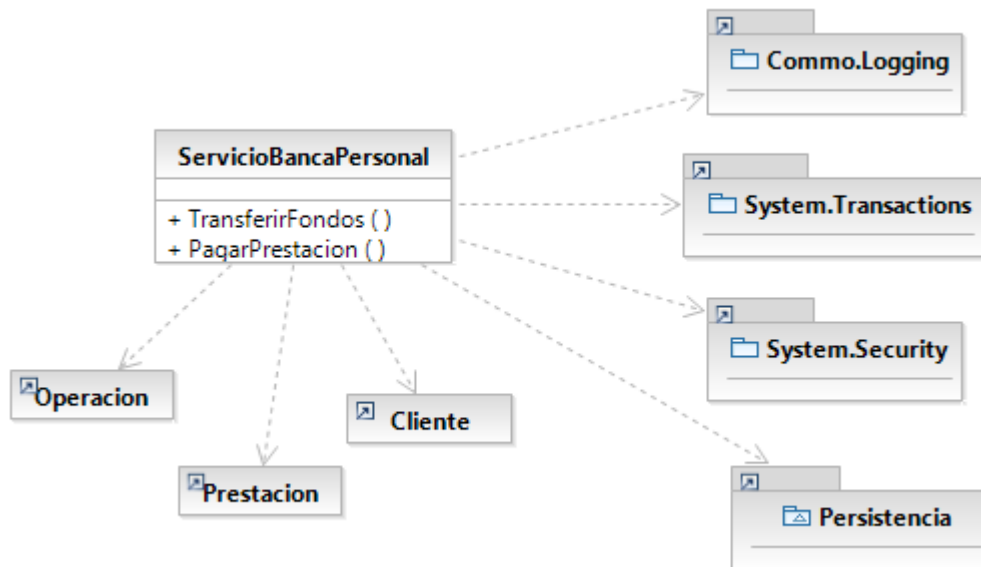 Commo.Logging
ServicioBancaPersonal
+ TransferirFondos ( )
+ PagarPrestacion ( )
System.Transactions
System.Security
Operacion
Cliente
Prestacion
Persistencia